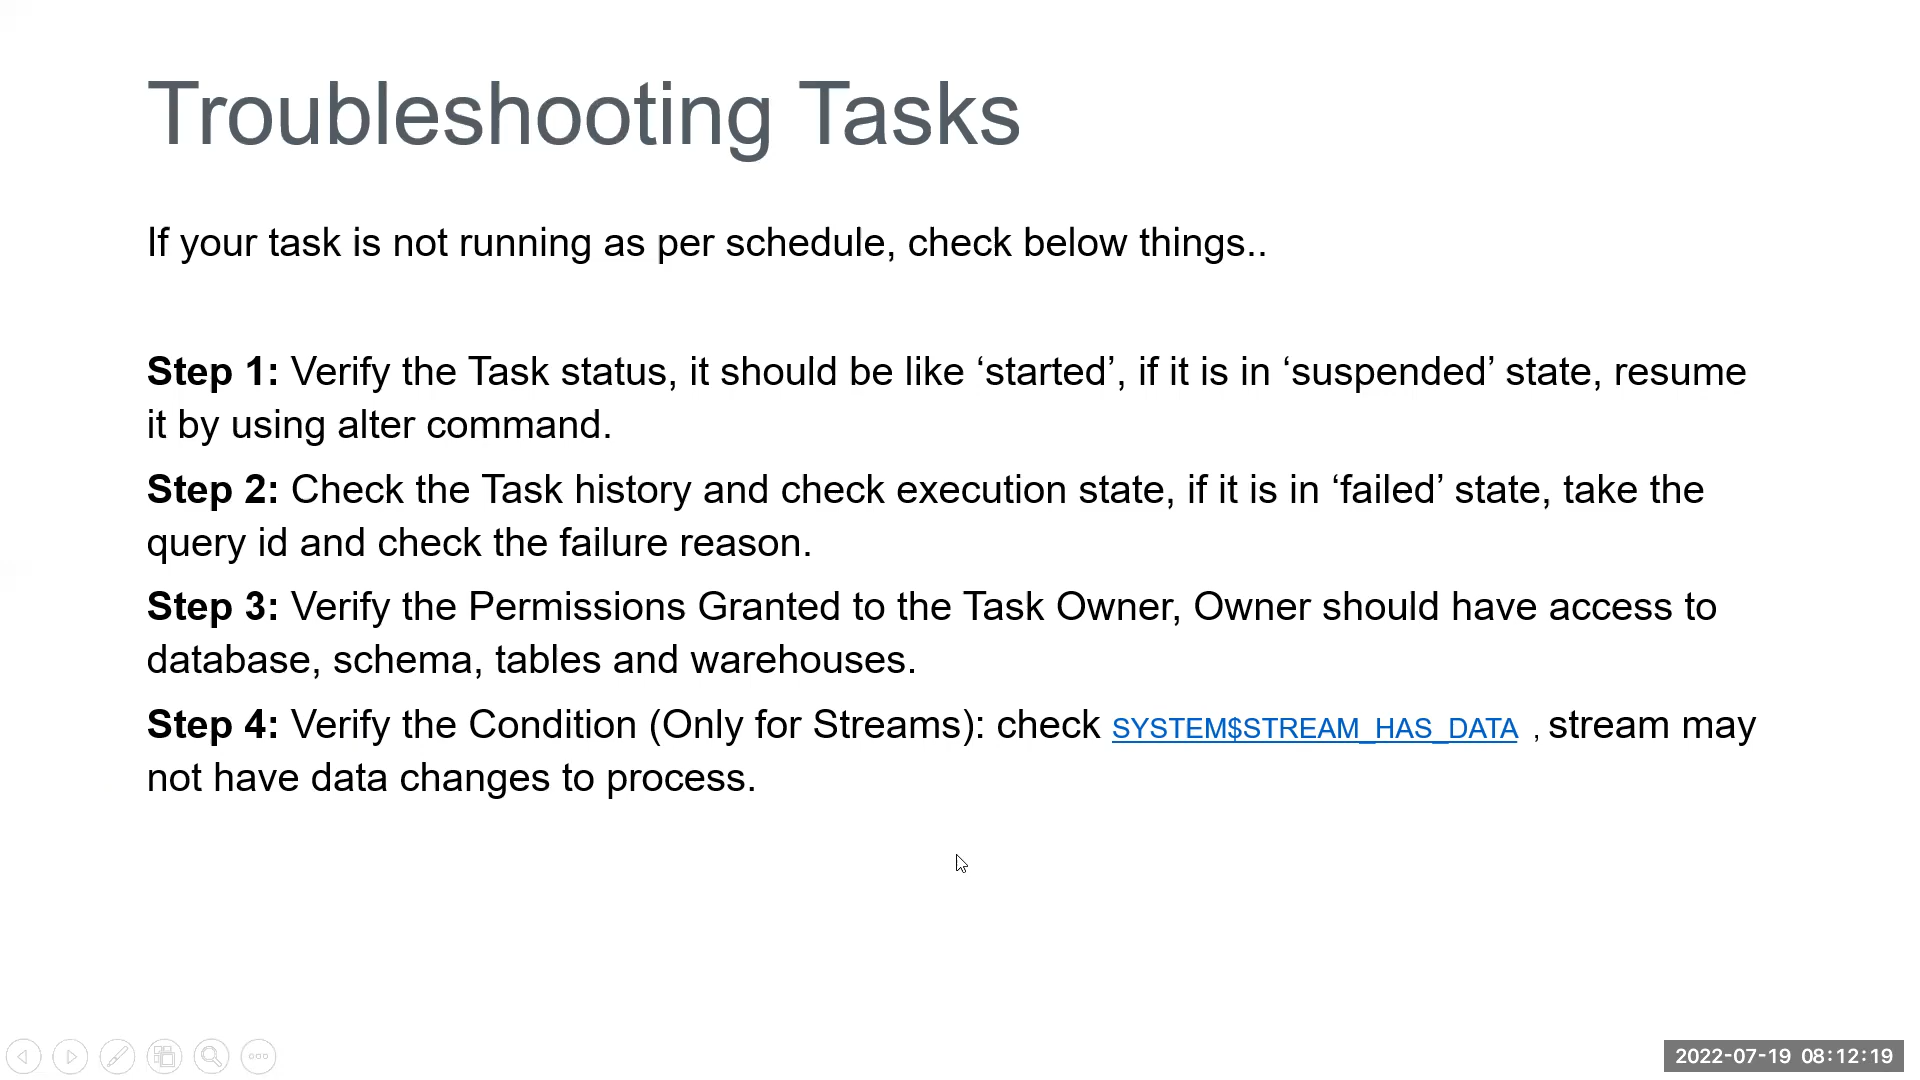 Troubleshooting Tasks
If your task is not running as per schedule, check below things..
Step 1: Verify the Task status, it should be like ‘started’, if it is in ‘suspended’ state, resume
it by using alter command.
Step 2: Check the Task history and check execution state, if it is in ‘failed’ state, take the
query id and check the failure reason.
Step 3: Verify the Permissions Granted to the Task Owner, Owner should have access to
database, schema, tables and warehouses.
Step 4: Verify the Condition (Only for Streams): check SYSTEM$STREAM_HAS_DATA , stream may
not have data changes to process.
2022-07-19 08:12:19